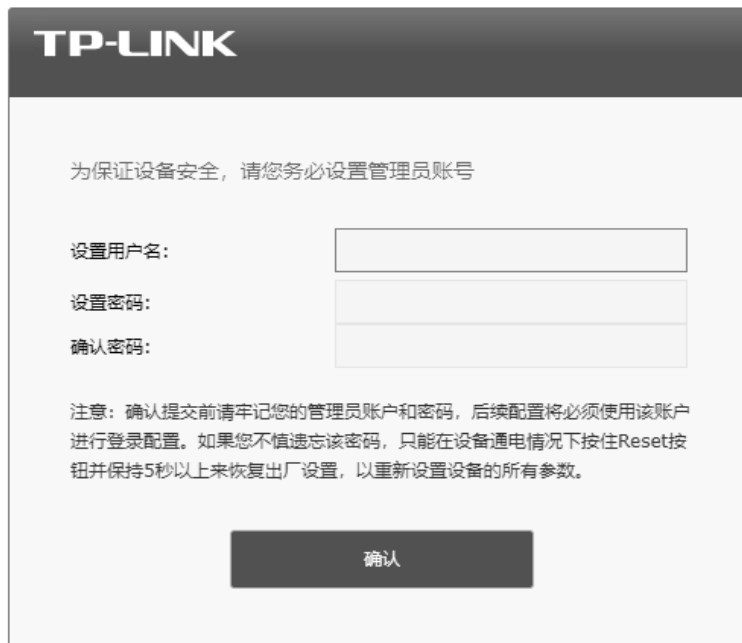 TP-LINK
为保证设备安全，请您务必设置管理员账号
设置用户名：
设置密码：
确认密码：
注意：确认提交前请牢记您的管理员账户和密码，后续配置将必须使用该账户
进行登录配置。如果您不慎遗忘该密码，只能在设备通电情况下按住Reset按
钮并保持5秒以上来恢复出厂设置，以重新设置设备的所有参数。
确认